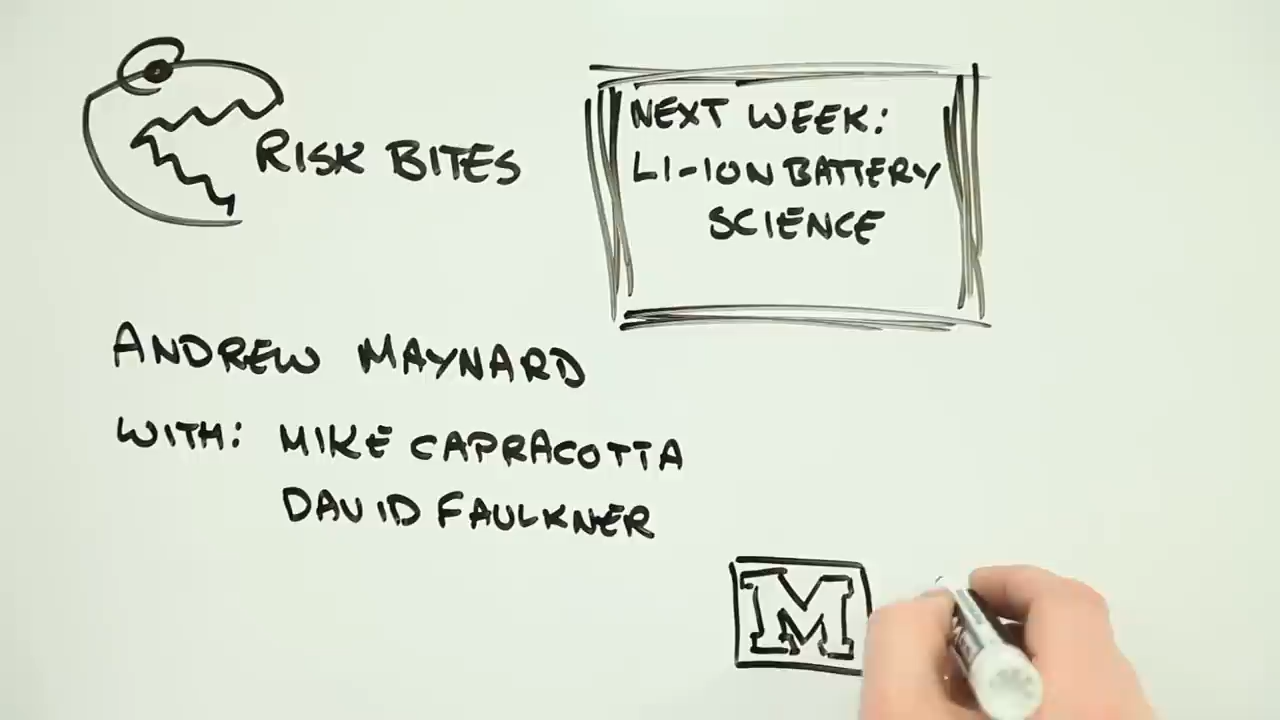 RISK BITES
NEXT WEEK:
LI-ION BATTERY
SCIENCE
ANDREW MAYNARD
WITH: MIKE CAPRACOTTA
DAVID FAULKNER
M